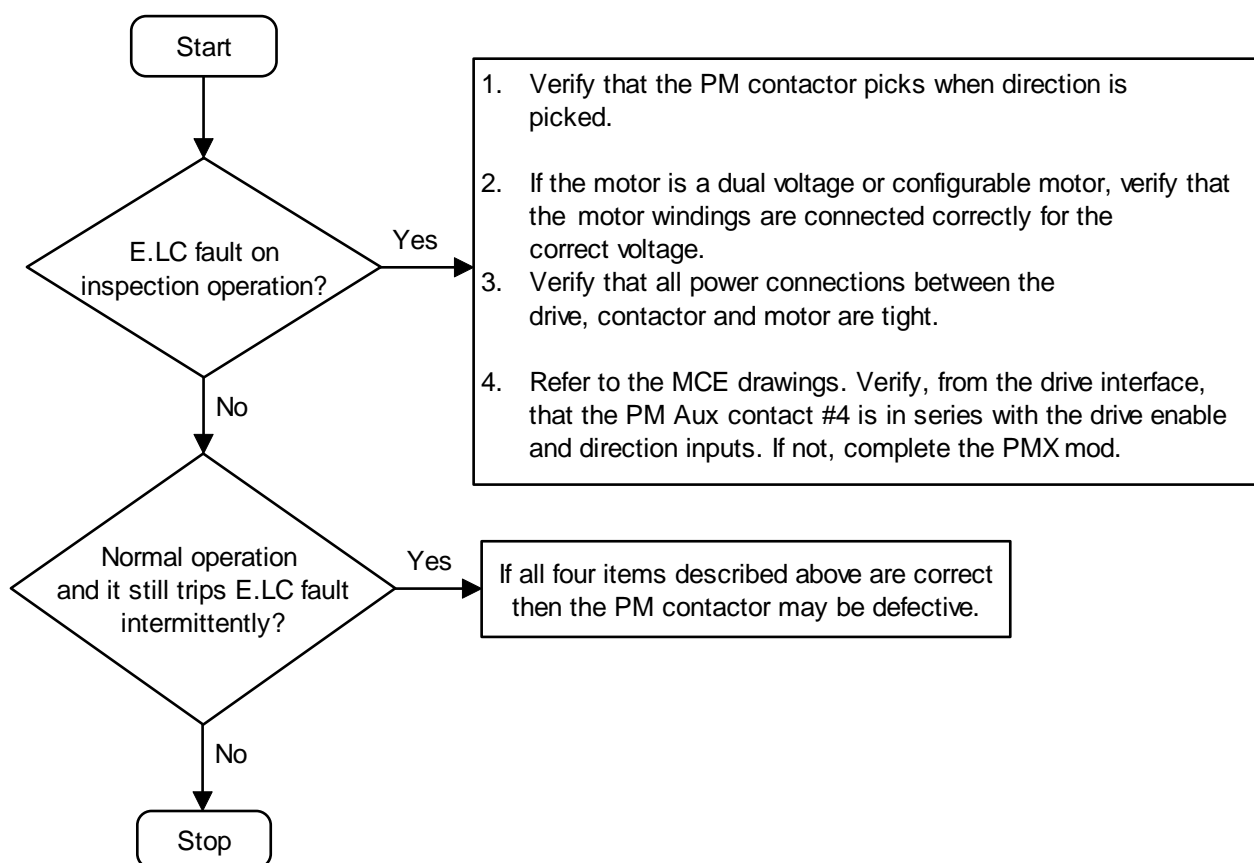 Start
E.LC fault on
inspection operation?
Yes
1. Verify that the PM contactor picks when direction is
picked.
2. If the motor is a dual voltage or configurable motor, verify that
the motor windings are connected correctly for the
correct voltage.
3. Verify that all power connections between the
drive, contactor and motor are tight.
4. Refer to the MCE drawings. Verify, from the drive interface,
that the PM Aux contact #4 is in series with the drive enable
and direction inputs. If not, complete the PMX mod.
No
Normal operation
and it still trips E.LC fault
intermittently?
Yes
If all four items described above are correct
then the PM contactor may be defective.
No
Stop